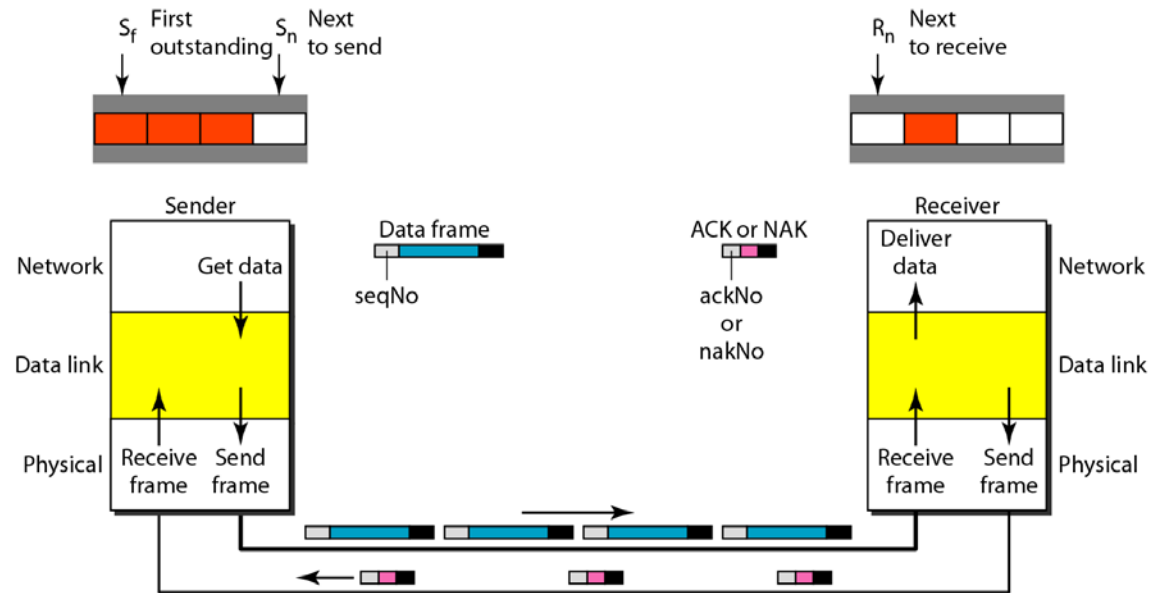 Sf First outstanding
Sn Next to send
Rn Next to receive
Sender
Receiver
Data frame
seqNo
ACK or NAK
ackNo
or
nakNo
Network
Get data
Deliver
data
Network
Data link
Data link
Physical
Receive
frame
Send
frame
Receive
frame
Send
frame
Physical